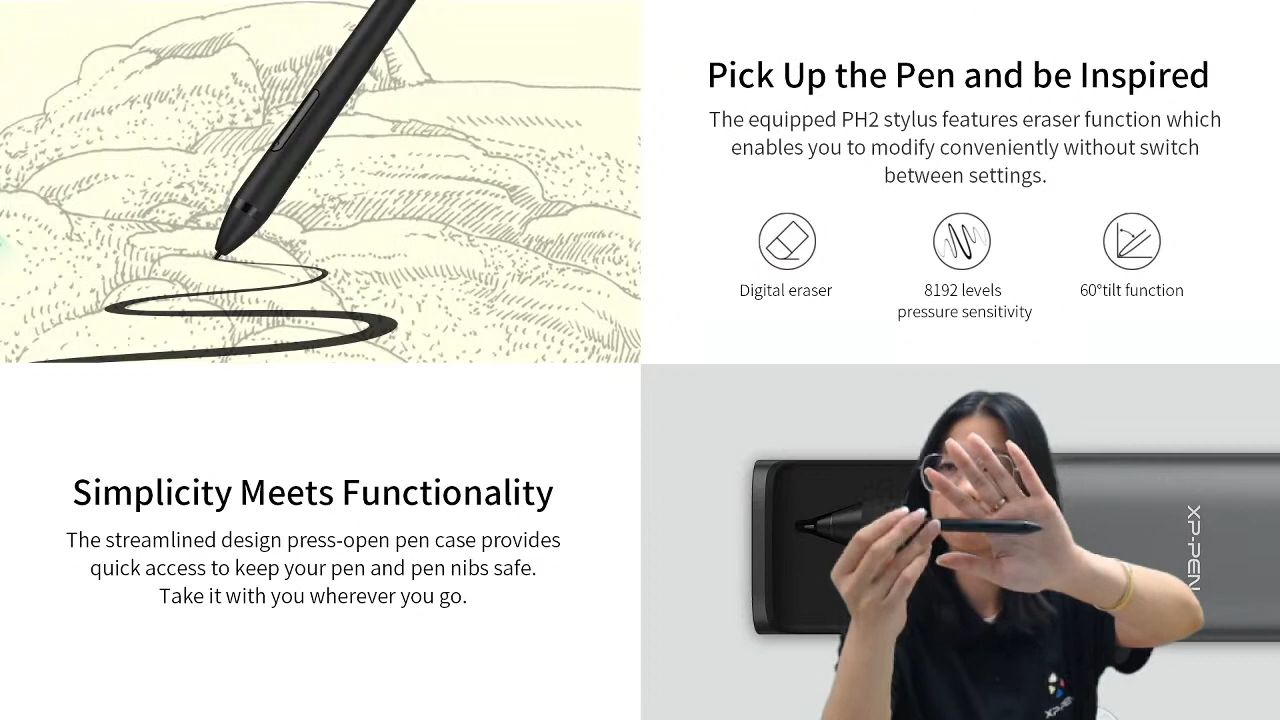 Pick Up the Pen and be Inspired
The equipped PH2 stylus features eraser function which
enables you to modify conveniently without switch
between settings.
Digital eraser
8192 levels
pressure sensitivity
60°tilt function
Simplicity Meets Functionality
The streamlined design press-open pen case provides
quick access to keep your pen and pen nibs safe.
Take it with you wherever you go.
XP-PEN
XP-PEN